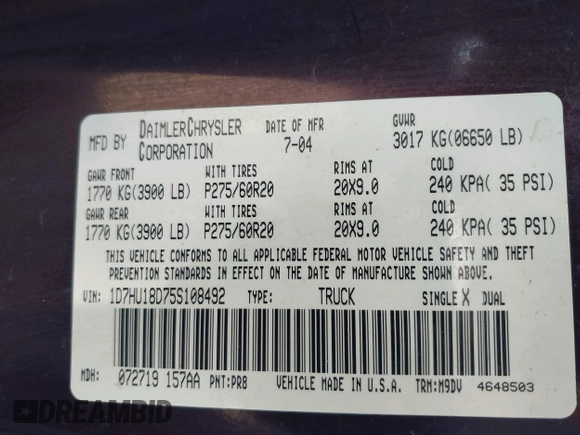 MFD BY DAIMLERCHRYSLER CORPORATION DATE OF MFR 7-04 GVWR 3017 KG(06650 LB)
GAWR FRONT WITH TIRES RIMS AT COLD
1770 KG(3900 LB) P275/60R20 20X9.0 240 KPA( 35 PSI)
GAWR REAR WITH TIRES RIMS AT COLD
1770 KG(3900 LB) P275/60R20 20X9.0 240 KPA( 35 PSI)
THIS VEHICLE CONFORMS TO ALL APPLICABLE FEDERAL MOTOR VEHICLE SAFETY AND THEFT
PREVENTION STANDARDS IN EFFECT ON THE DATE OF MANUFACTURE SHOWN ABOVE.
VIN: 1D7HU18D75S108492 TYPE: TRUCK SINGLE X DUAL
MDH: 072719 157AA PNT:PR8 VEHICLE MADE IN U.S.A. TRM:M9DV 4648503
DREAMBID